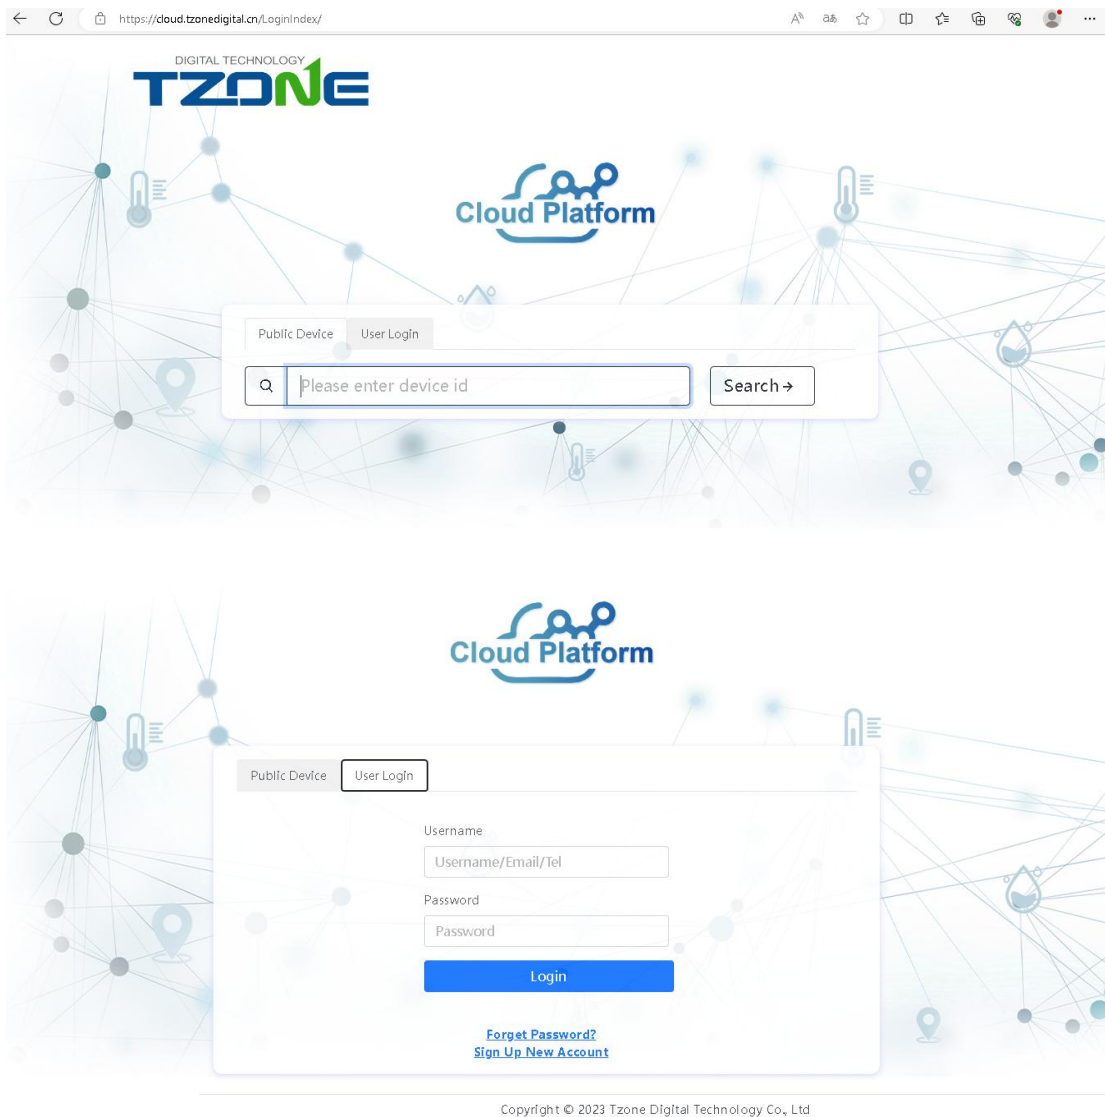 https://cloud.tzonedigital.cn/LoginIndex/
DIGITAL TECHNOLOGY
TZONE
Cloud Platform
Public Device User Login
Please enter device id Search→
Cloud Platform
Public Device User Login
Username
Username/Email/Tel
Password
Password
Login
Forget Password?
Sign Up New Account
Copyright © 2023 Tzone Digital Technology Co., Ltd